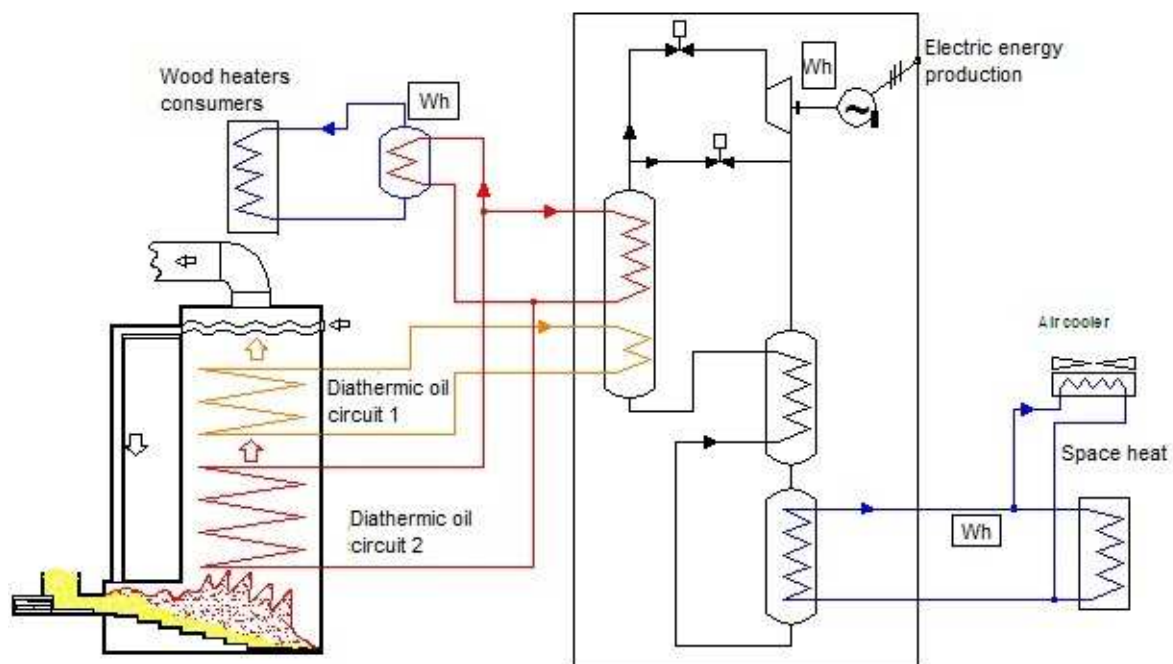 Wood heaters
consumers
Wh
Wh
Electric energy
production
~
Diathermic oil
circuit 1
Diathermic oil
circuit 2
Air cooler
Space heat
Wh